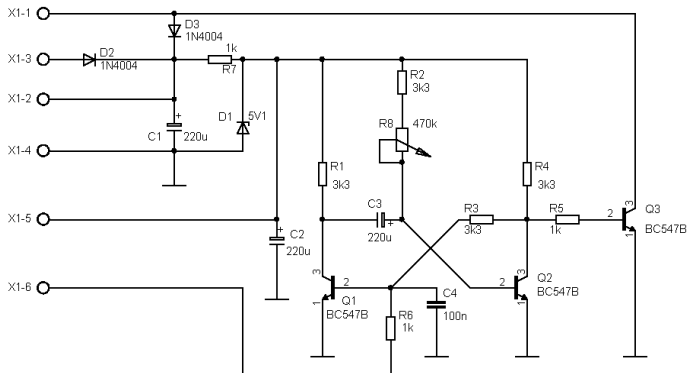 X1-1
D3
1N4004
X1-3
D2
1N4004
1k
R7
X1-2
D1
5V1
C1
+
220u
X1-4
R2
3k3
R8
470k
R1
3k3
R4
3k3
X1-5
C2
+
220u
C3
+
220u
R3
3k3
R5
1k
2
3
1
Q3
BC547B
X1-6
3
2
1
Q1
BC547B
R6
1k
C4
100n
3
2
1
Q2
BC547B